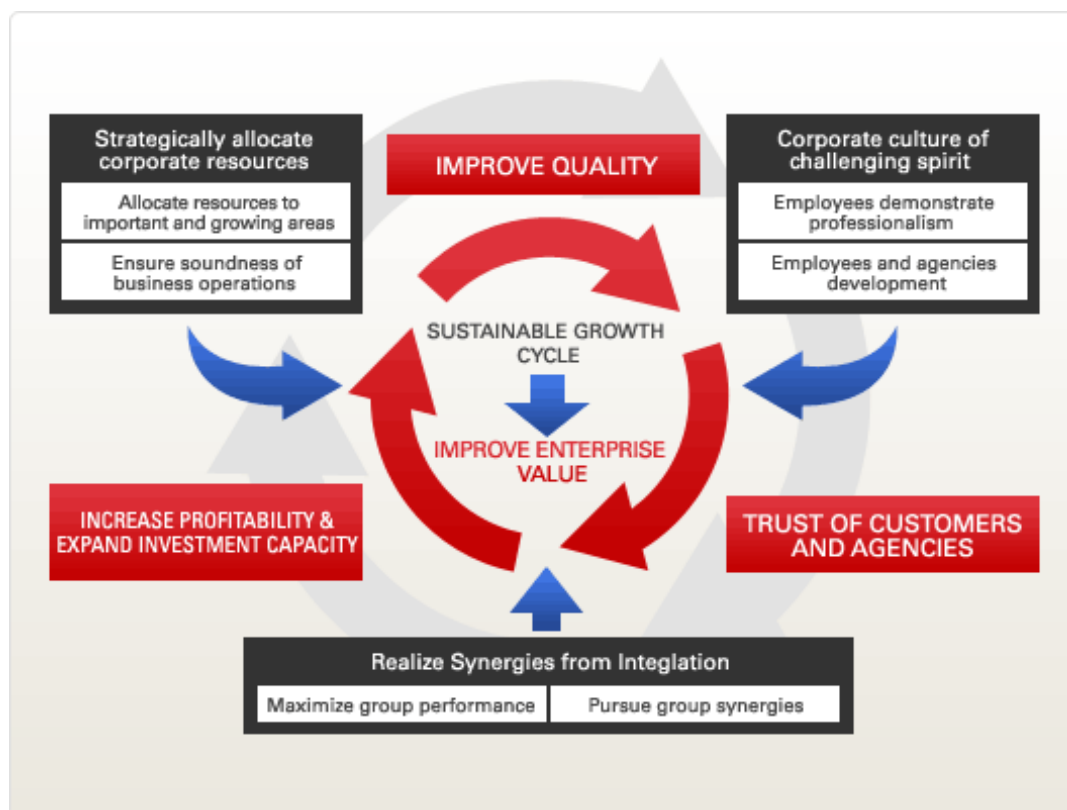 Strategically allocate
corporate resources
Allocate resources to
important and growing areas
Ensure soundness of
business operations
IMPROVE QUALITY
Corporate culture of
challenging spirit
Employees demonstrate
professionalism
Employees and agencies
development
SUSTAINABLE GROWTH
CYCLE
IMPROVE ENTERPRISE
VALUE
INCREASE PROFITABILITY &
EXPAND INVESTMENT CAPACITY
TRUST OF CUSTOMERS
AND AGENCIES
Realize Synergies from Integlation
Maximize group performance
Pursue group synergies